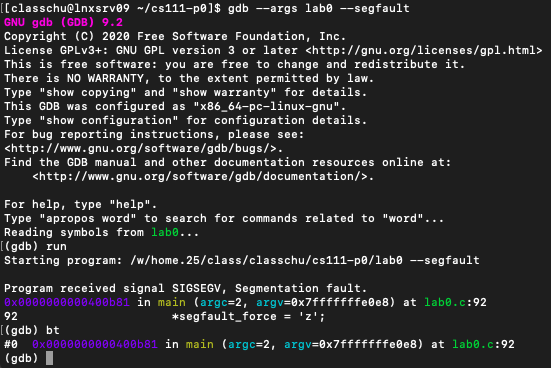 [[classchu@lnxsrv09 ~/cs111-p0]$ gdb --args lab0 --segfault
GNU gdb (GDB) 9.2
Copyright (C) 2020 Free Software Foundation, Inc.
License GPLv3+: GNU GPL version 3 or later <http://gnu.org/licenses/gpl.html>
This is free software: you are free to change and redistribute it.
There is NO WARRANTY, to the extent permitted by law.
Type "show copying" and "show warranty" for details.
This GDB was configured as "x86_64-pc-linux-gnu".
Type "show configuration" for configuration details.
For bug reporting instructions, please see:
<http://www.gnu.org/software/gdb/bugs/>.
Find the GDB manual and other documentation resources online at:
    <http://www.gnu.org/software/gdb/documentation/>.

For help, type "help".
Type "apropos word" to search for commands related to "word"...
Reading symbols from lab0...
[(gdb) run
Starting program: /w/home.25/class/classchu/cs111-p0/lab0 --segfault

Program received signal SIGSEGV, Segmentation fault.
0x0000000000400b81 in main (argc=2, argv=0x7fffffffe0e8) at lab0.c:92
92                      *segfault_force = 'z';
[(gdb) bt
#0  0x0000000000400b81 in main (argc=2, argv=0x7fffffffe0e8) at lab0.c:92
(gdb)